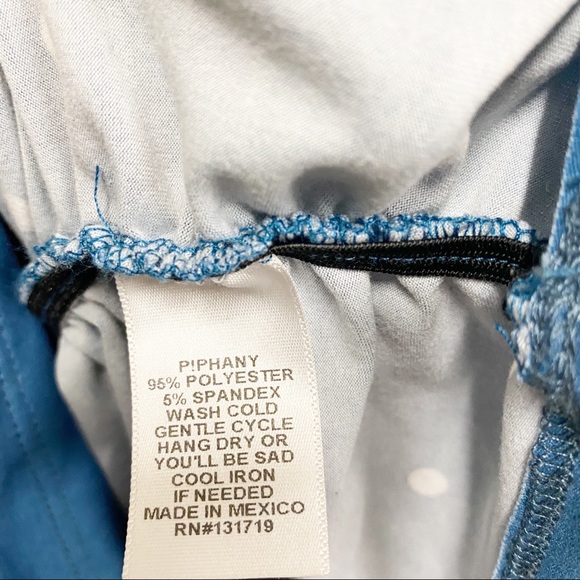 P!PHANY
95% POLYESTER
5% SPANDEX
WASH COLD
GENTLE CYCLE
HANG DRY OR
YOU'LL BE SAD
COOL IRON
IF NEEDED
MADE IN MEXICO
RN#131719